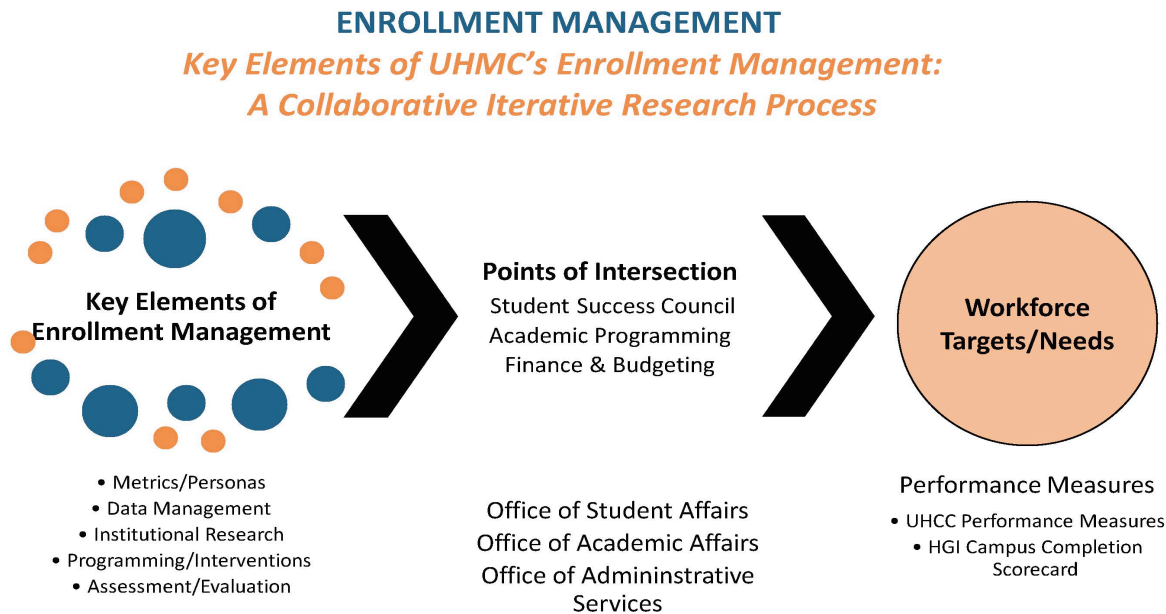 ENROLLMENT MANAGEMENT
Key Elements of UHMC's Enrollment Management:
A Collaborative Iterative Research Process
Key Elements of
Enrollment Management
• Metrics/Personas
• Data Management
• Institutional Research
• Programming/Interventions
• Assessment/Evaluation
Points of Intersection
Student Success Council
Academic Programming
Finance & Budgeting
Office of Student Affairs
Office of Academic Affairs
Office of Admininstrative
Services
Workforce
Targets/Needs
Performance Measures
• UHCC Performance Measures
• HGI Campus Completion
Scorecard